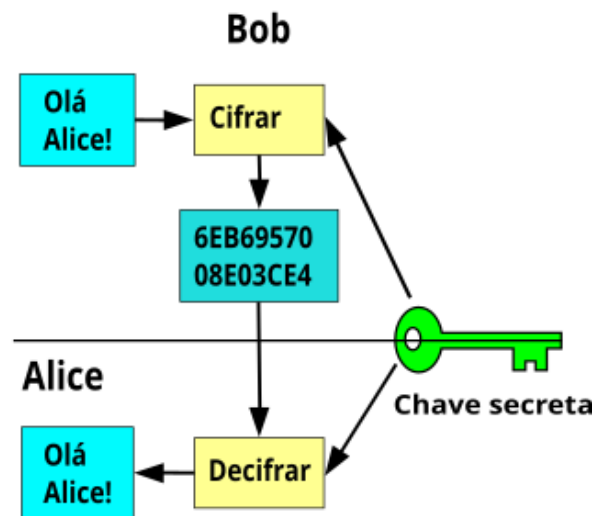 Bob
Olá
Alice!
Cifrar
6EB69570
08E03CE4
Alice
Chave secreta
Olá
Alice!
Decifrar